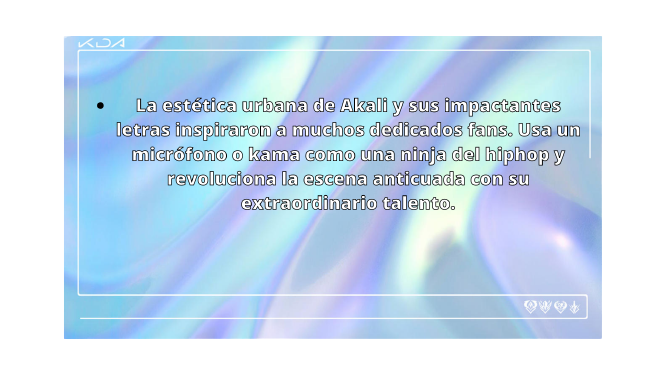 KDA
• La estética urbana de Akali y sus impactantes
letras inspiraron a muchos dedicados fans. Usa un
micrófono o kama como una ninja del hiphop y
revoluciona la escena anticuada con su
extraordinario talento.